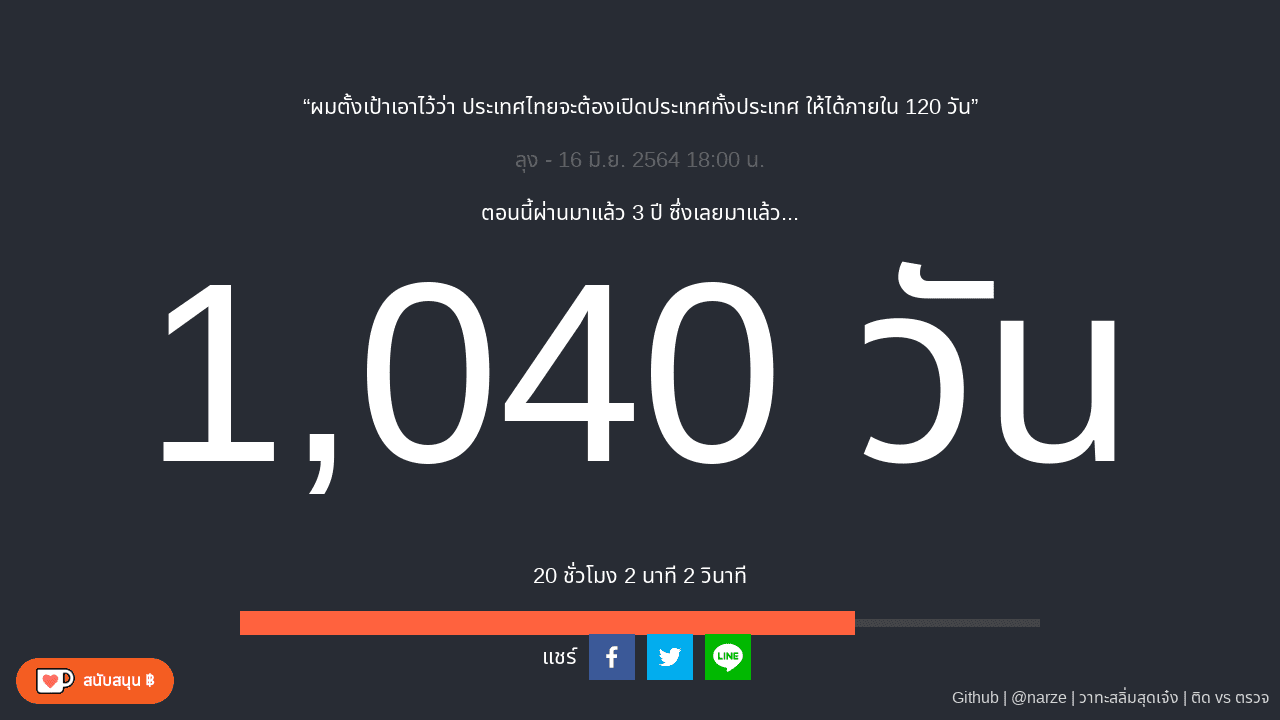 “ผมตั้งเป้าเอาไว้ว่า ประเทศไทยจะต้องเปิดประเทศทั้งประเทศ ให้ได้ภายใน 120 วัน”
ลุง - 16 มิ.ย. 2564 18:00 น.
ตอนนี้ผ่านมาแล้ว 3 ปี ซึ่งเลยมาแล้ว...
1,040 วัน
20 ชั่วโมง 2 นาที 2 วินาที
แชร์ LINE
สนับสนุน ฿
Github | @narze | วาทะสลิ่มสุดเจ๋ง | ติด vs ตรวจ